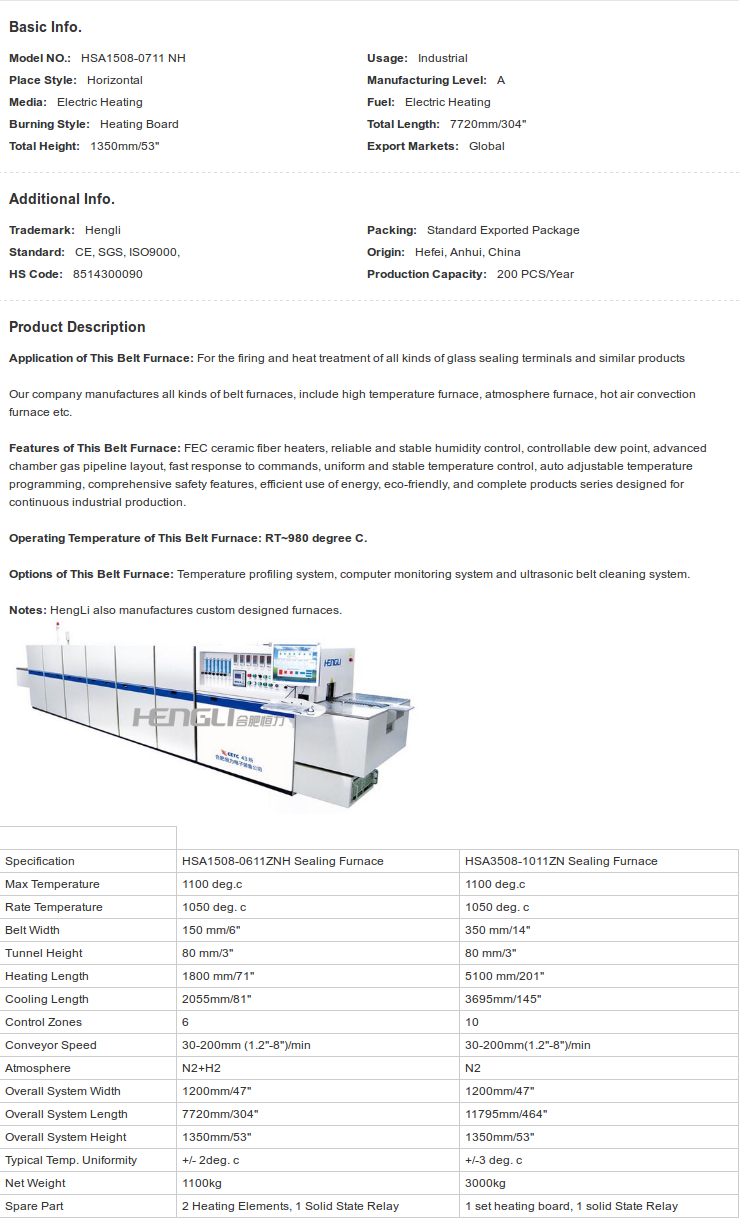 Basic Info.
Model NO.: HSA1508-0711 NH
Usage: Industrial
Place Style: Horizontal
Manufacturing Level: A
Media: Electric Heating
Fuel: Electric Heating
Burning Style: Heating Board
Total Length: 7720mm/304"
Total Height: 1350mm/53"
Export Markets: Global
Additional Info.
Trademark: Hengli
Packing: Standard Exported Package
Standard: CE, SGS, ISO9000,
Origin: Hefei, Anhui, China
HS Code: 8514300090
Production Capacity: 200 PCS/Year
Product Description
Application of This Belt Furnace: For the firing and heat treatment of all kinds of glass sealing terminals and similar products
Our company manufactures all kinds of belt furnaces, include high temperature furnace, atmosphere furnace, hot air convection
furnace etc.
Features of This Belt Furnace: FEC ceramic fiber heaters, reliable and stable humidity control, controllable dew point, advanced
chamber gas pipeline layout, fast response to commands, uniform and stable temperature control, auto adjustable temperature
programming, comprehensive safety features, efficient use of energy, eco-friendly, and complete products series designed for
continuous industrial production.
Operating Temperature of This Belt Furnace: RT~980 degree C.
Options of This Belt Furnace: Temperature profiling system, computer monitoring system and ultrasonic belt cleaning system.
Notes: HengLi also manufactures custom designed furnaces.
HENGLI
HENGLI 合肥恒力
CETC 43所
合肥恒力电子装备公司
Specification HSA1508-0611ZNH Sealing Furnace HSA3508-1011ZN Sealing Furnace
Max Temperature 1100 deg.c 1100 deg.c
Rate Temperature 1050 deg. c 1050 deg. c
Belt Width 150 mm/6" 350 mm/14"
Tunnel Height 80 mm/3" 80 mm/3"
Heating Length 1800 mm/71" 5100 mm/201"
Cooling Length 2055mm/81" 3695mm/145"
Control Zones 6 10
Conveyor Speed 30-200mm (1.2"-8")/min 30-200mm(1.2"-8")/min
Atmosphere N2+H2 N2
Overall System Width 1200mm/47" 1200mm/47"
Overall System Length 7720mm/304" 11795mm/464"
Overall System Height 1350mm/53" 1350mm/53"
Typical Temp. Uniformity +/- 2deg. c +/-3 deg. c
Net Weight 1100kg 3000kg
Spare Part 2 Heating Elements, 1 Solid State Relay 1 set heating board, 1 solid State Relay